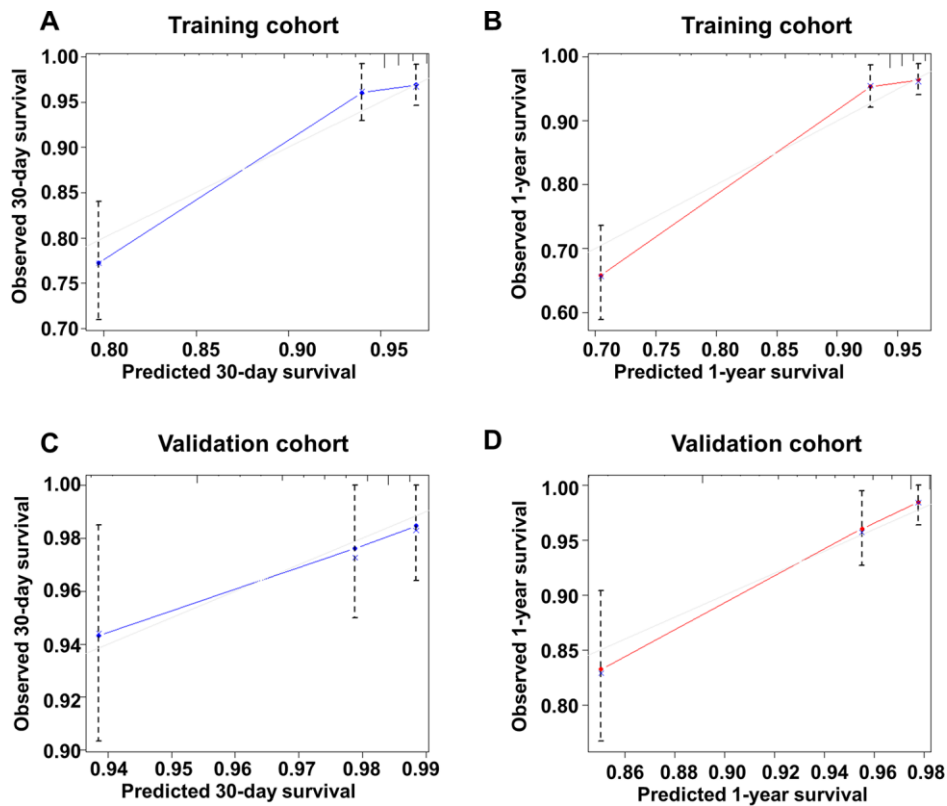 A
Training cohort
Observed 30-day survival
1.00
0.95
0.90
0.85
0.80
0.75
0.70
0.80 0.85 0.90 0.95
Predicted 30-day survival
B
Training cohort
Observed 1-year survival
1.00
0.90
0.80
0.70
0.60
0.70 0.75 0.80 0.85 0.90 0.95
Predicted 1-year survival
C
Validation cohort
Observed 30-day survival
1.00
0.98
0.96
0.94
0.92
0.90
0.94 0.95 0.96 0.97 0.98 0.99
Predicted 30-day survival
D
Validation cohort
Observed 1-year survival
1.00
0.95
0.90
0.85
0.80
0.86 0.88 0.90 0.92 0.94 0.96 0.98
Predicted 1-year survival